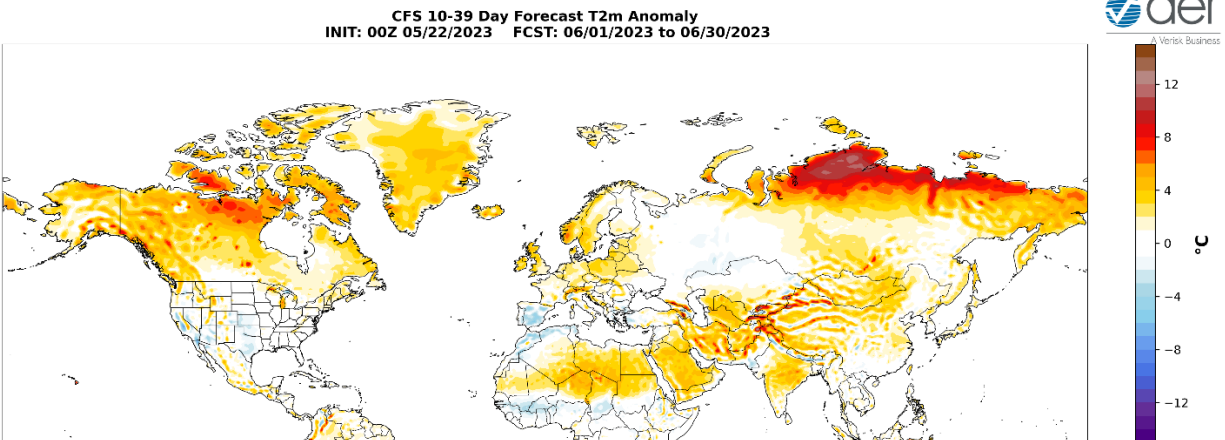 CFS 10-39 Day Forecast T2m Anomaly
INIT: 00Z 05/22/2023 FCST: 06/01/2023 to 06/30/2023
aer
A Verisk Business
12
8
4
0
−4
−8
−12
°C